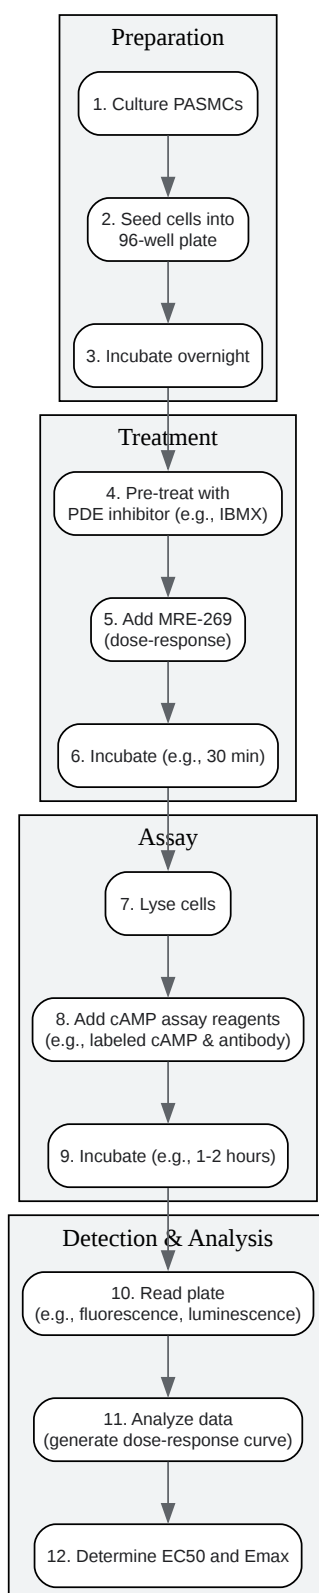 Preparation
1. Culture PASMCs
2. Seed cells into
96-well plate
3. Incubate overnight
Treatment
4. Pre-treat with
PDE inhibitor (e.g., IBMX)
5. Add MRE-269
(dose-response)
6. Incubate (e.g., 30 min)
Assay
7. Lyse cells
8. Add cAMP assay reagents
(e.g., labeled cAMP & antibody)
9. Incubate (e.g., 1-2 hours)
Detection & Analysis
10. Read plate
(e.g., fluorescence, luminescence)
11. Analyze data
(generate dose-response curve)
12. Determine EC50 and Emax